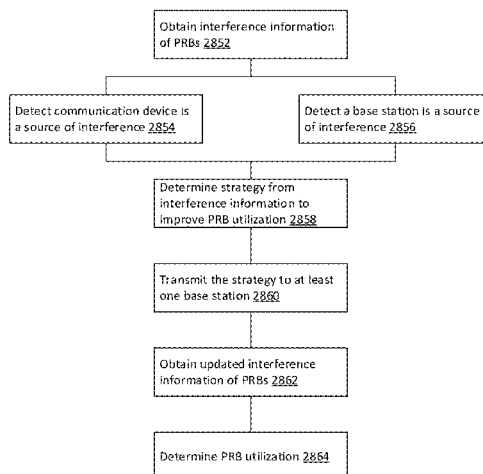 Obtain interference information
of PRBs 2852
Detect communication device is
a source of interference 2854
Detect a base station is a source
of interference 2856
Determine strategy from
interference information to
improve PRB utilization 2858
Transmit the strategy to at least
one base station 2860
Obtain updated interference
information of PRBs 2862
Determine PRB utilization 2864